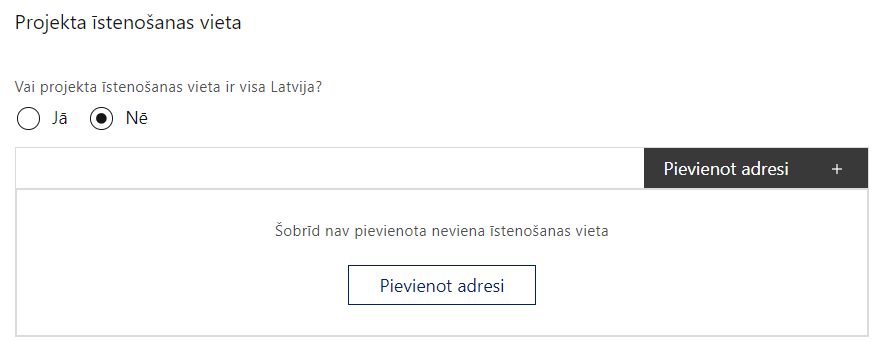 Projekta īstenošanas vieta
Vai projekta īstenošanas vieta ir visa Latvija?
Jā Nē
Pievienot adresi +
Šobrīd nav pievienota neviena īstenošanas vieta
Pievienot adresi